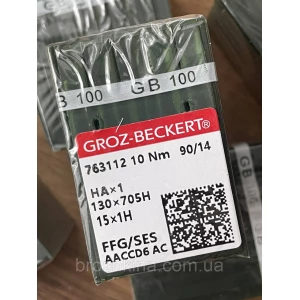 GB 100
GB 100
GROZ-BECKERT®
763112 10 Nm 90/14
HA×1
130×705H
15×1H
FFG/SES
AACCD6 AC